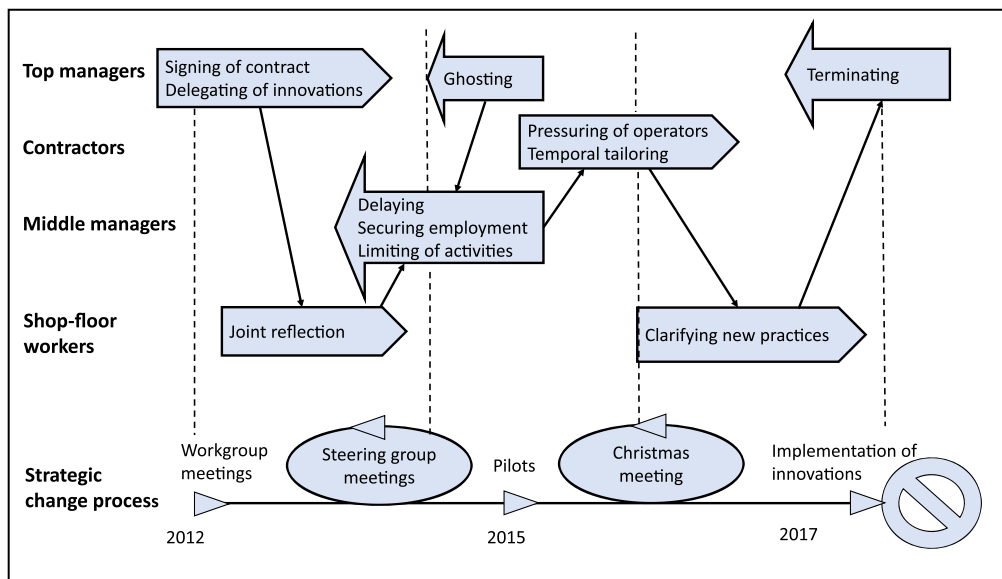 Top managers
Signing of contract
Delegating of innovations
Ghosting
Terminating
Contractors
Pressuring of operators
Temporal tailoring
Middle managers
Delaying
Securing employment
Limiting of activities
Shop-floor
workers
Joint reflection
Clarifying new practices
Strategic
change process
Workgroup
meetings
Steering group
meetings
Pilots
Christmas
meeting
Implementation of
innovations
2012
2015
2017